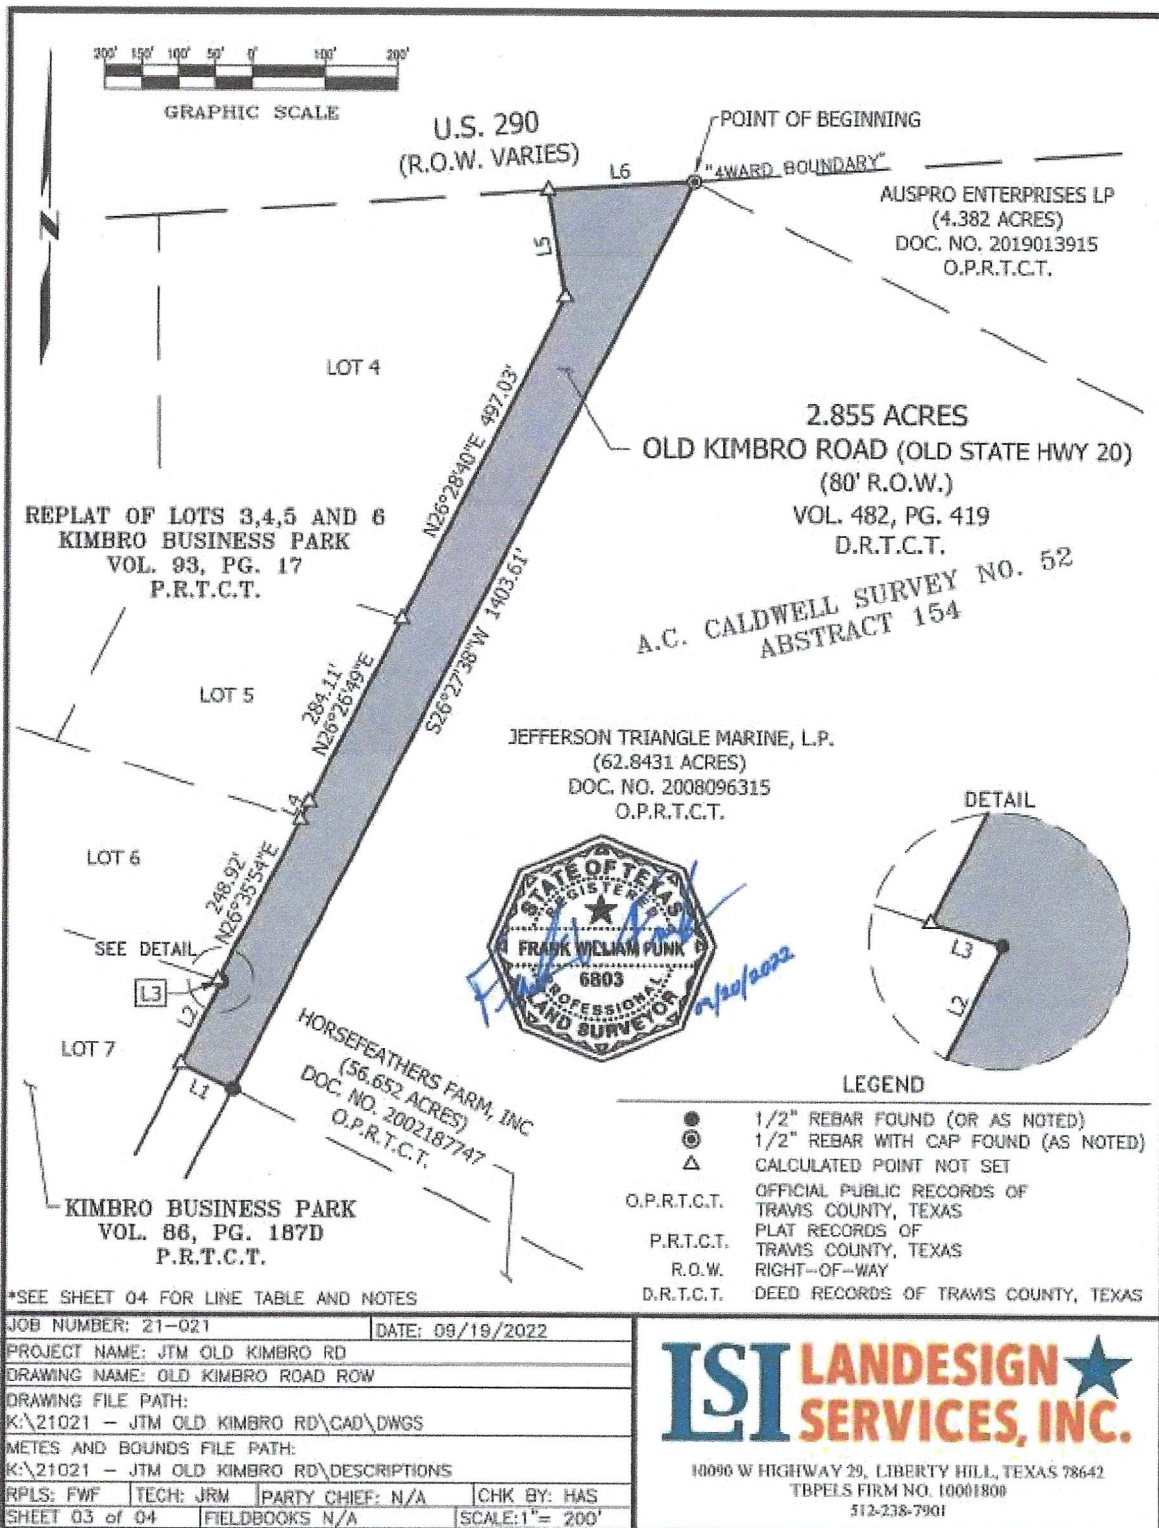 200' 150' 100' 50' 0' 100' 200'
GRAPHIC SCALE
N
U.S. 290
(R.O.W. VARIES)
POINT OF BEGINNING
L6
"4WARD BOUNDARY"
AUSPRO ENTERPRISES LP
(4.382 ACRES)
DOC. NO. 2019013915
O.P.R.T.C.T.
L5
LOT 4
N26°28'40"E 497.03'
2.855 ACRES
OLD KIMBRO ROAD (OLD STATE HWY 20)
(80' R.O.W.)
VOL. 482, PG. 419
D.R.T.C.T.
REPLAT OF LOTS 3,4,5 AND 6
KIMBRO BUSINESS PARK
VOL. 93, PG. 17
P.R.T.C.T.
S26°27'38"W 1403.61'
A.C. CALDWELL SURVEY NO. 52
ABSTRACT 154
LOT 5
284.11'
N26°26'49"E
JEFFERSON TRIANGLE MARINE, L.P.
(62.8431 ACRES)
DOC. NO. 2008096315
O.P.R.T.C.T.
L4
LOT 6
248.92'
N26°35'54"E
DETAIL
L3
L2
STATE OF TEXAS
REGISTERED
FRANK WILLIAM FUNK
6803
PROFESSIONAL
LAND SURVEYOR
09/20/2022
SEE DETAIL
L3
L2
LOT 7
L1
HORSEFEATHERS FARM, INC
(56.652 ACRES)
DOC. NO. 2002187747
O.P.R.T.C.T.
KIMBRO BUSINESS PARK
VOL. 86, PG. 187D
P.R.T.C.T.
LEGEND
1/2" REBAR FOUND (OR AS NOTED)
1/2" REBAR WITH CAP FOUND (AS NOTED)
CALCULATED POINT NOT SET
O.P.R.T.C.T. OFFICIAL PUBLIC RECORDS OF
TRAVIS COUNTY, TEXAS
P.R.T.C.T. PLAT RECORDS OF
TRAVIS COUNTY, TEXAS
R.O.W. RIGHT-OF-WAY
D.R.T.C.T. DEED RECORDS OF TRAVIS COUNTY, TEXAS
*SEE SHEET 04 FOR LINE TABLE AND NOTES
JOB NUMBER: 21-021 DATE: 09/19/2022
PROJECT NAME: JTM OLD KIMBRO RD
DRAWING NAME: OLD KIMBRO ROAD ROW
DRAWING FILE PATH:
K:\21021 - JTM OLD KIMBRO RD\CAD\DWGS
METES AND BOUNDS FILE PATH:
K:\21021 - JTM OLD KIMBRO RD\DESCRIPTIONS
RPLS: FWF TECH: JRM PARTY CHIEF: N/A CHK BY: HAS
SHEET 03 of 04 FIELDBOOKS N/A SCALE:1"= 200'
LSI LANDESIGN
SERVICES, INC.
10090 W HIGHWAY 29, LIBERTY HILL, TEXAS 78642
TBPELS FIRM NO. 10001800
512-238-7901